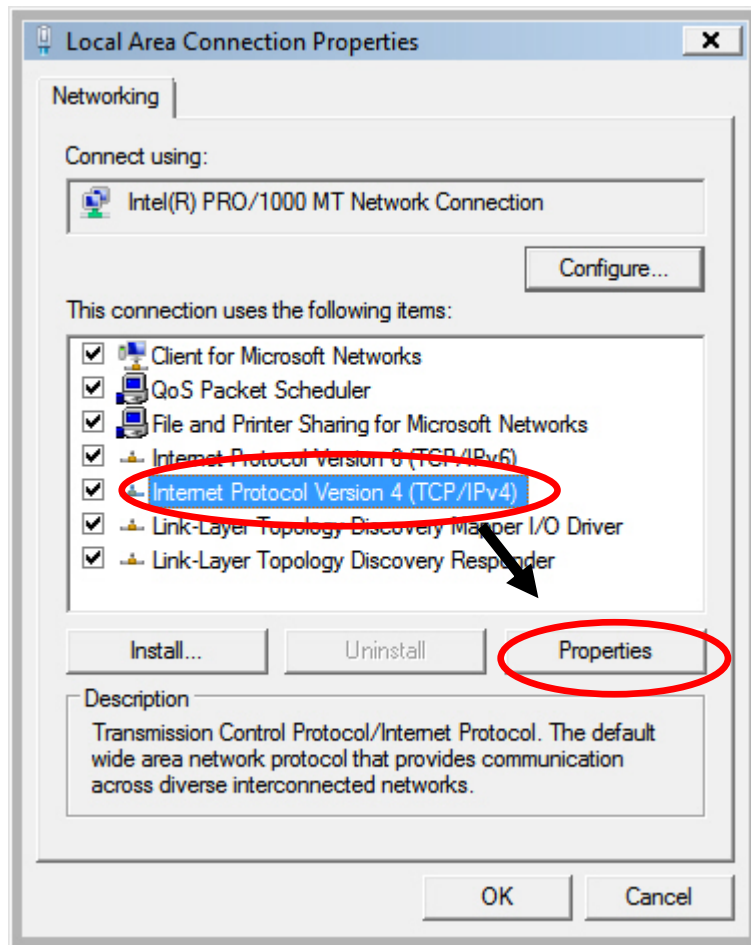 Local Area Connection Properties
Networking
Connect using:
Intel(R) PRO/1000 MT Network Connection
Configure...
This connection uses the following items:
Client for Microsoft Networks
QoS Packet Scheduler
File and Printer Sharing for Microsoft Networks
Internet Protocol Version 6 (TCP/IPv6)
Internet Protocol Version 4 (TCP/IPv4)
Link-Layer Topology Discovery Mapper I/O Driver
Link-Layer Topology Discovery Responder
Install...
Uninstall
Properties
Description
Transmission Control Protocol/Internet Protocol. The default
wide area network protocol that provides communication
across diverse interconnected networks.
OK
Cancel